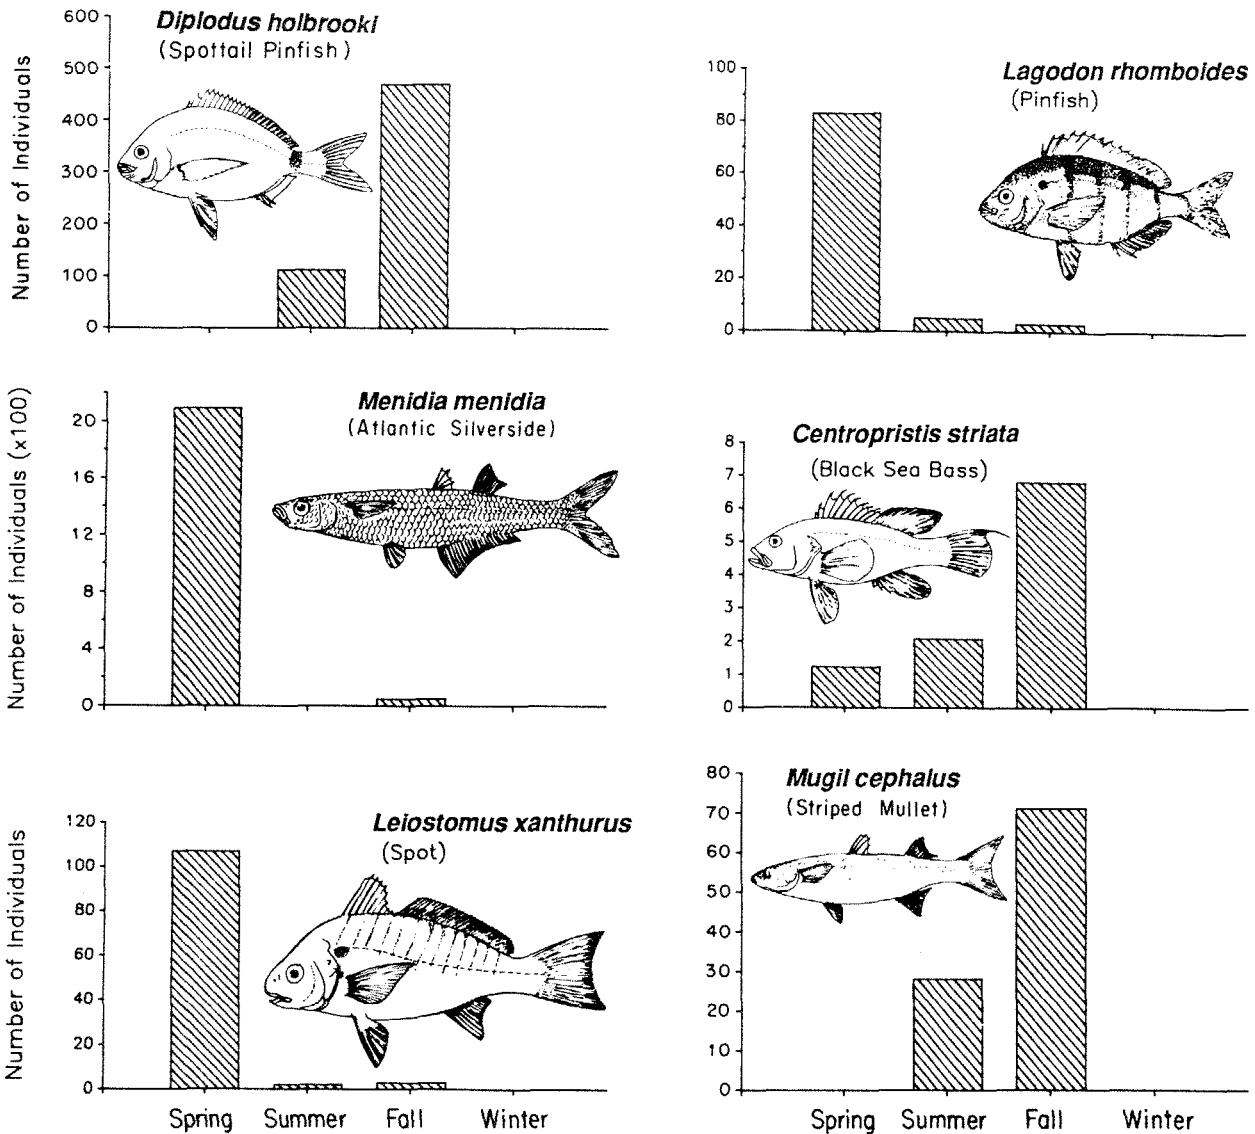 Diplodus holbrooki
(Spottail Pinfish)
Number of Individuals
600
500
400
300
200
100
0
Lagodon rhomboides
(Pinfish)
100
80
60
40
20
0
Menidia menidia
(Atlantic Silverside)
Number of Individuals (x100)
20
16
12
8
4
0
Centropristis striata
(Black Sea Bass)
8
7
6
5
4
3
2
1
0
Leiostomus xanthurus
(Spot)
Number of Individuals
120
100
80
60
40
20
0
Spring Summer Fall Winter
Mugil cephalus
(Striped Mullet)
80
70
60
50
40
30
20
10
0
Spring Summer Fall Winter